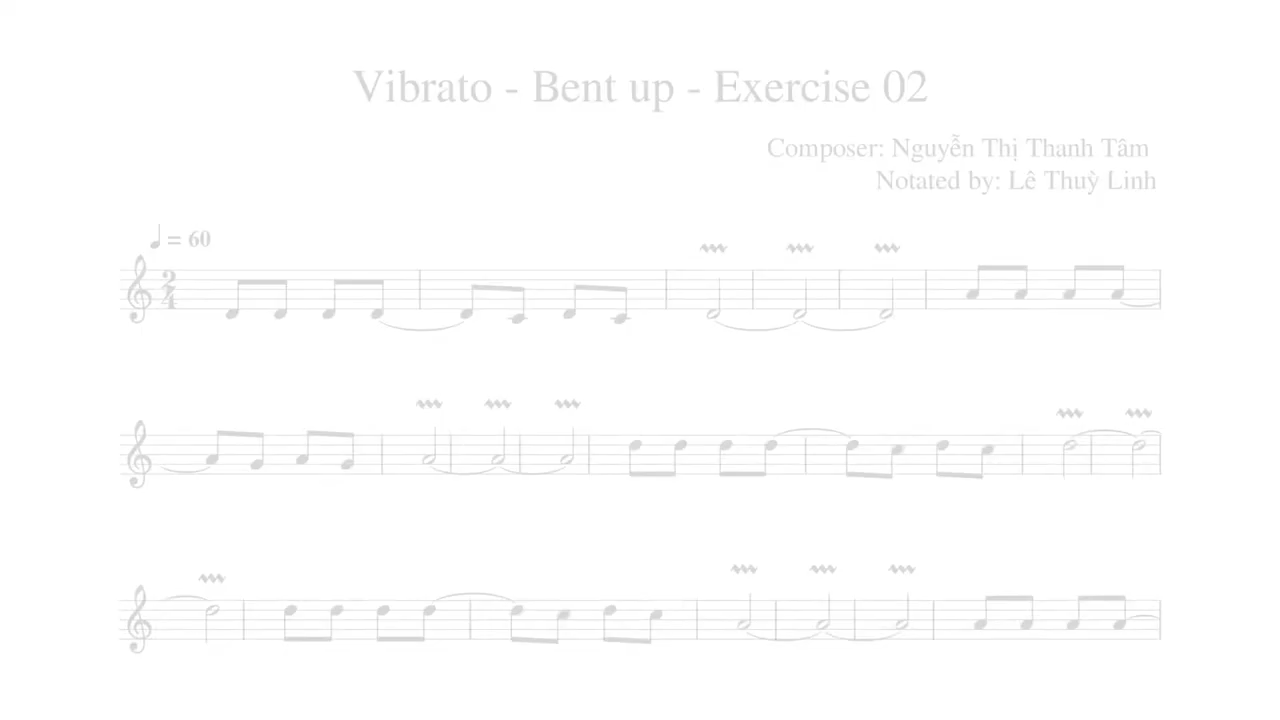 Vibrato - Bent up - Exercise 02
Composer: Nguyễn Thị Thanh Tâm
Notated by: Lê Thuỳ Linh
♩ = 60
2
4